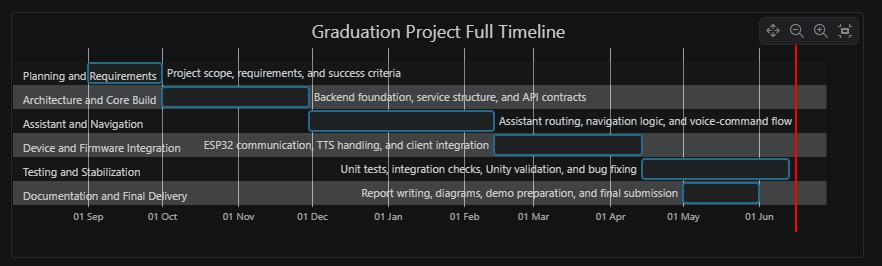 Graduation Project Full Timeline
Planning and Requirements
Project scope, requirements, and success criteria
Architecture and Core Build
Backend foundation, service structure, and API contracts
Assistant and Navigation
Assistant routing, navigation logic, and voice-command flow
Device and Firmware Integration
ESP32 communication, TTS handling, and client integration
Testing and Stabilization
Unit tests, integration checks, Unity validation, and bug fixing
Documentation and Final Delivery
Report writing, diagrams, demo preparation, and final submission
01 Sep 01 Oct 01 Nov 01 Dec 01 Jan 01 Feb 01 Mar 01 Apr 01 May 01 Jun